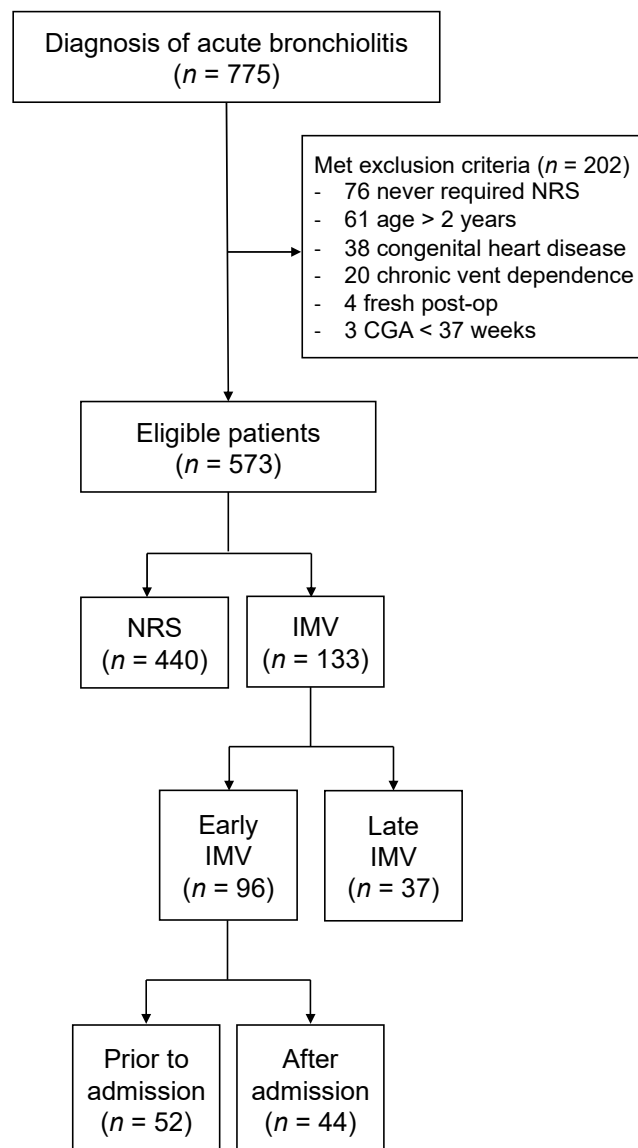 Diagnosis of acute bronchiolitis
(n = 775)
Met exclusion criteria (n = 202)
- 76 never required NRS
- 61 age > 2 years
- 38 congenital heart disease
- 20 chronic vent dependence
- 4 fresh post-op
- 3 CGA < 37 weeks
Eligible patients
(n = 573)
NRS
(n = 440)
IMV
(n = 133)
Early
IMV
(n = 96)
Late
IMV
(n = 37)
Prior to
admission
(n = 52)
After
admission
(n = 44)